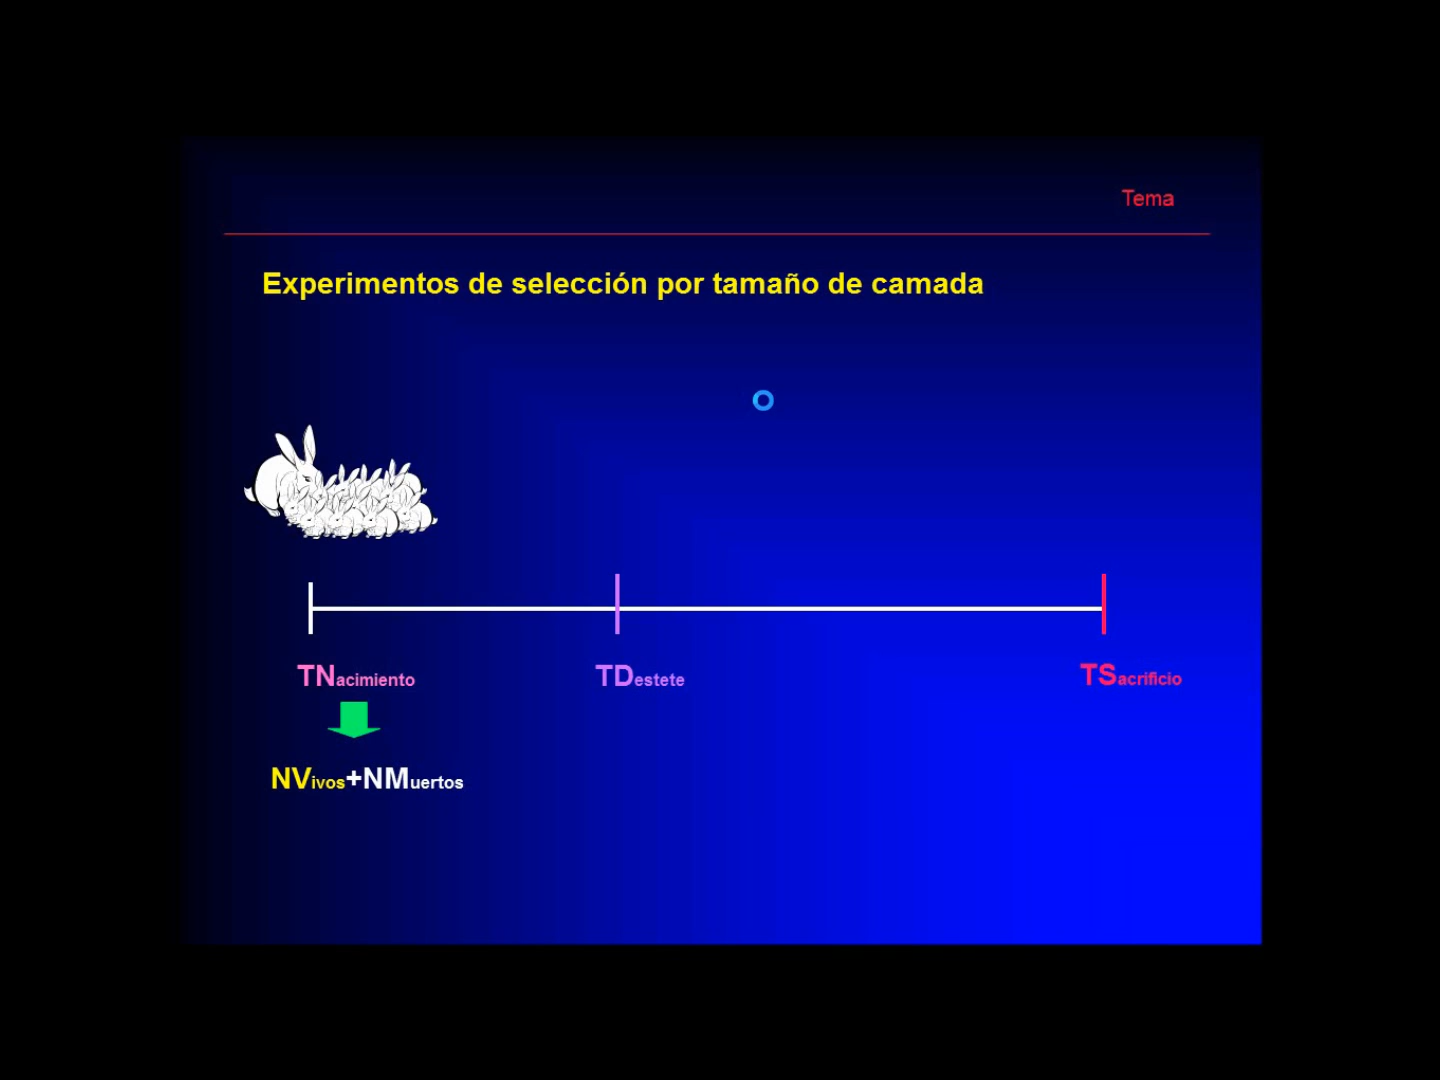 Tema
Experimentos de selección por tamaño de camada
TNacimiento
TDestete
TSacrificio
NVivos+NMuertos